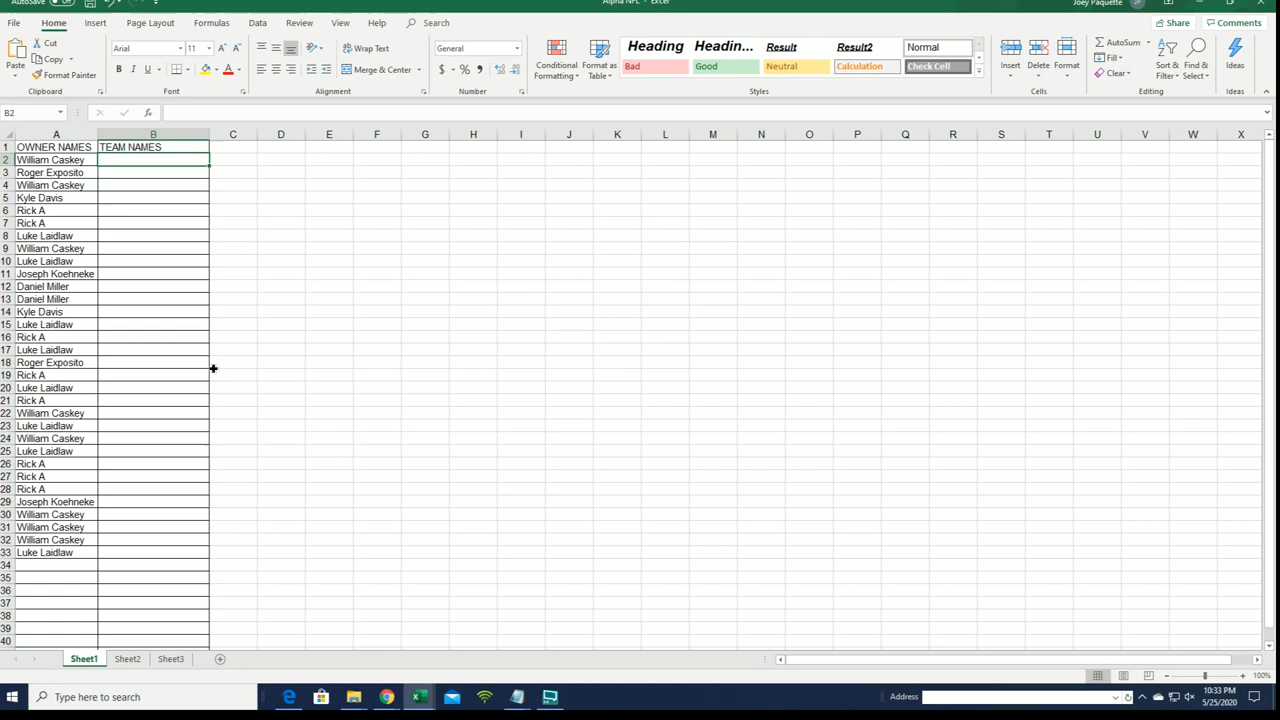 AutoSave Off Alpha NFL - Excel Joey Paquette JP
File Home Insert Page Layout Formulas Data Review View Help Search Share Comments
Paste Cut Copy Format Painter Clipboard
Arial 11 B I U A Font
Wrap Text Merge & Center Alignment
General $ % 9 Number
Conditional Formatting Format as Table
Heading Headin... Result Result2 Normal
Bad Good Neutral Calculation Check Cell
Styles
Insert Delete Format Cells
AutoSum Fill Clear Sort & Filter Find & Select Editing
Ideas Ideas
B2 fx
A B C D E F G H I J K L M N O P Q R S T U V W X
1 OWNER NAMES TEAM NAMES
2 William Caskey
3 Roger Exposito
4 William Caskey
5 Kyle Davis
6 Rick A
7 Rick A
8 Luke Laidlaw
9 William Caskey
10 Luke Laidlaw
11 Joseph Koehneke
12 Daniel Miller
13 Daniel Miller
14 Kyle Davis
15 Luke Laidlaw
16 Rick A
17 Luke Laidlaw
18 Roger Exposito
19 Rick A
20 Luke Laidlaw
21 Rick A
22 William Caskey
23 Luke Laidlaw
24 William Caskey
25 Luke Laidlaw
26 Rick A
27 Rick A
28 Rick A
29 Joseph Koehneke
30 William Caskey
31 William Caskey
32 William Caskey
33 Luke Laidlaw
34
35
36
37
38
39
40
Sheet1 Sheet2 Sheet3
100%
Type here to search Address 10:33 PM
5/25/2020